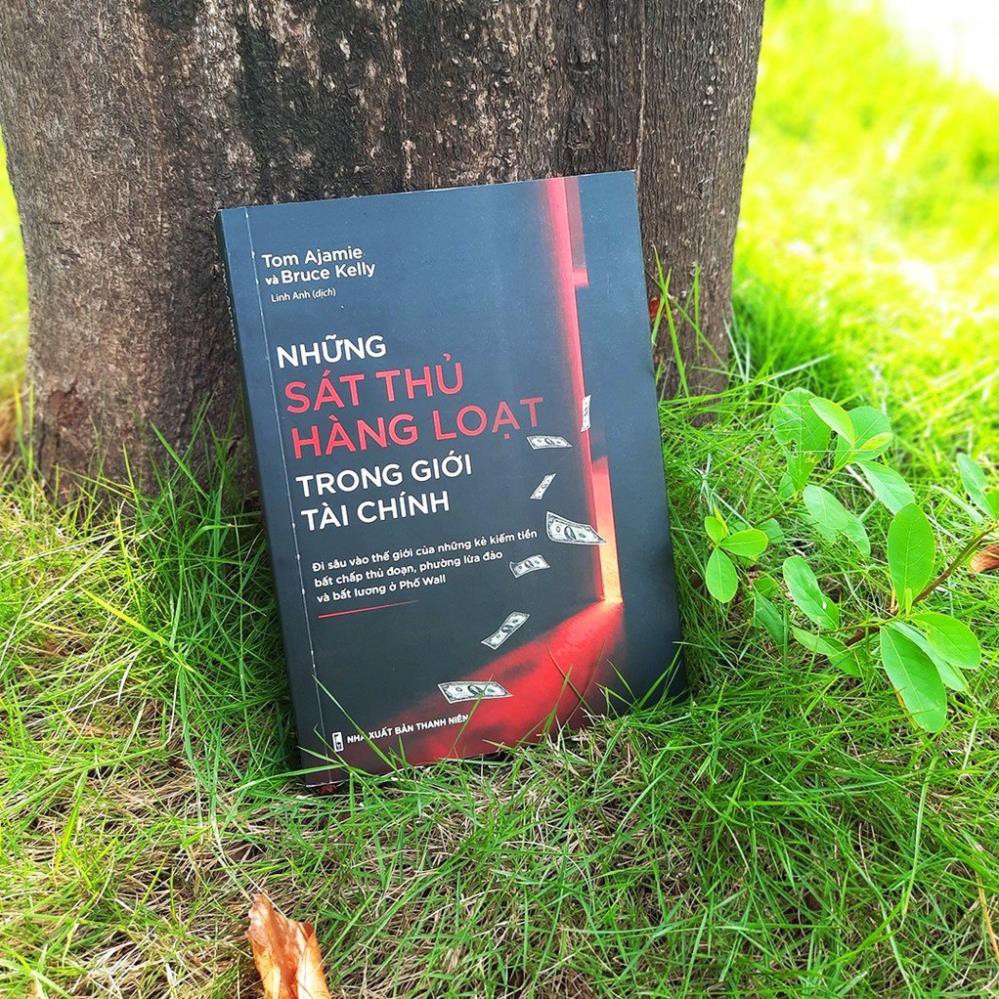 Tom Ajamie
và Bruce Kelly
Linh Anh (dịch)
NHỮNG
SÁT THỦ
HÀNG LOẠT
TRONG GIỚI
TÀI CHÍNH
Đi sâu vào thế giới của những kẻ kiếm tiền
bất chấp thủ đoạn, phường lừa đảo
và bất lương ở Phố Wall
NHÀ XUẤT BẢN THANH NIÊN